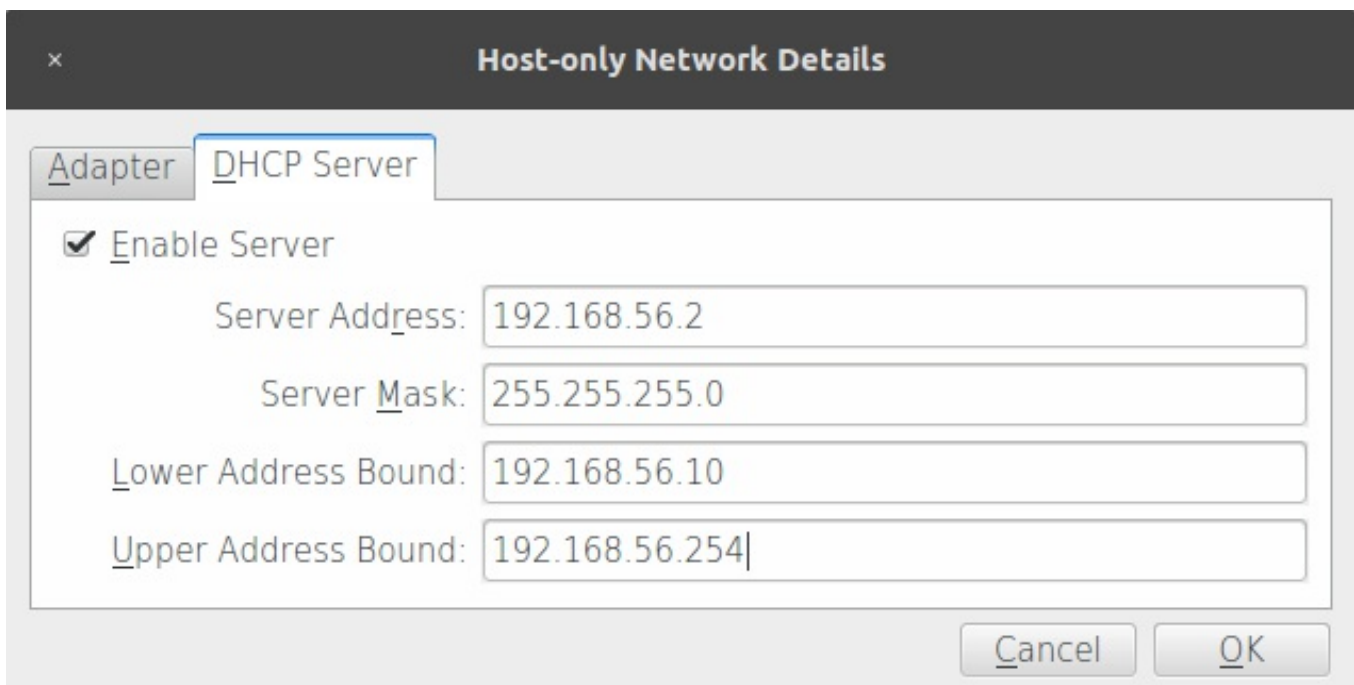 Host-only Network Details
Adapter DHCP Server
Enable Server
Server Address: 192.168.56.2
Server Mask: 255.255.255.0
Lower Address Bound: 192.168.56.10
Upper Address Bound: 192.168.56.254
Cancel OK